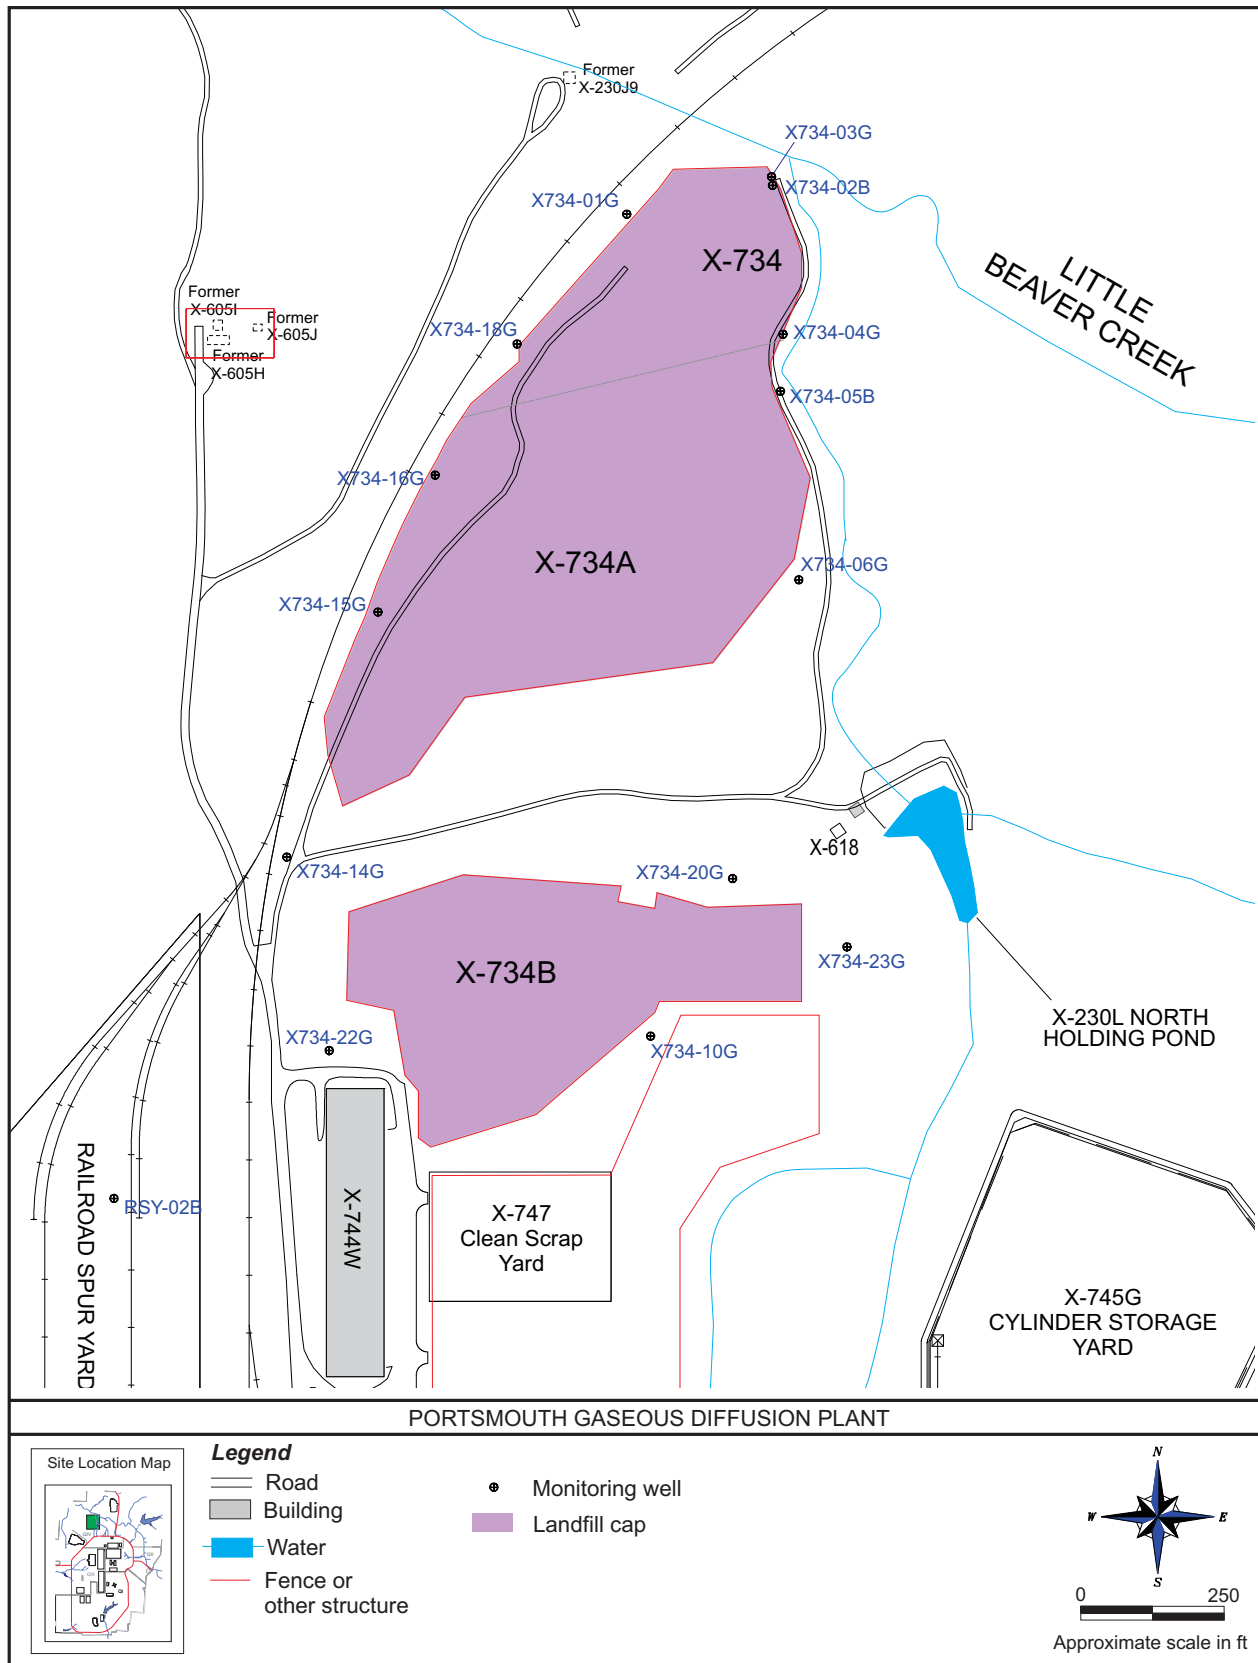 Former
X-230J9
X734-03G
X734-02B
X734-01G
X-734
LITTLE
BEAVER CREEK
Former
X-605I
Former
X-605J
Former
X-605H
X734-18G
X734-04G
X734-05B
X734-16G
X-734A
X734-06G
X734-15G
X-618
X734-14G
X734-20G
X734-23G
X-734B
X-230L NORTH
HOLDING POND
X734-22G
X734-10G
RAILROAD SPUR YARD
RSY-02B
X-744W
X-747
Clean Scrap
Yard
X-745G
CYLINDER STORAGE
YARD
PORTSMOUTH GASEOUS DIFFUSION PLANT
Site Location Map
Legend
Road
Building
Water
Fence or
other structure
Monitoring well
Landfill cap
N
W
E
S
0 250
Approximate scale in ft